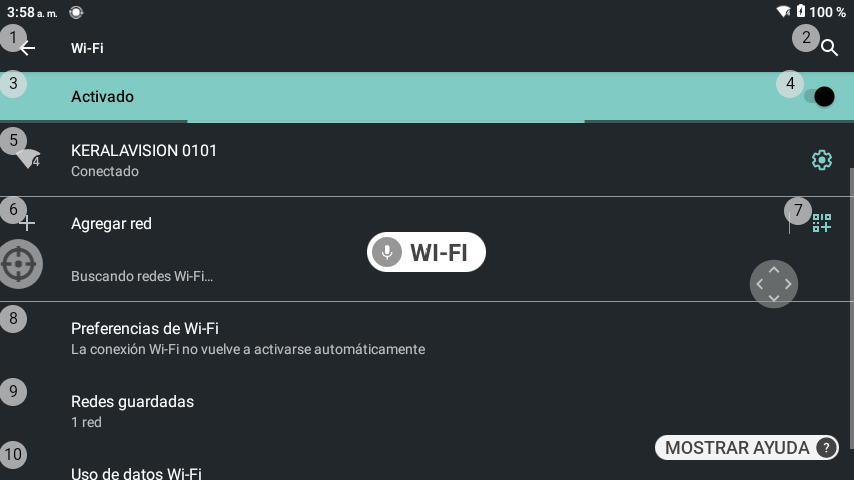 3:58 a. m.
100 %
1
Wi-Fi
2
3
Activado
4
5
KERALAVISION 0101
4
Conectado
6
Agregar red
7
WI-FI
Buscando redes Wi-Fi…
8
Preferencias de Wi-Fi
La conexión Wi-Fi no vuelve a activarse automáticamente
9
Redes guardadas
1 red
MOSTRAR AYUDA ?
10
Uso de datos Wi-Fi